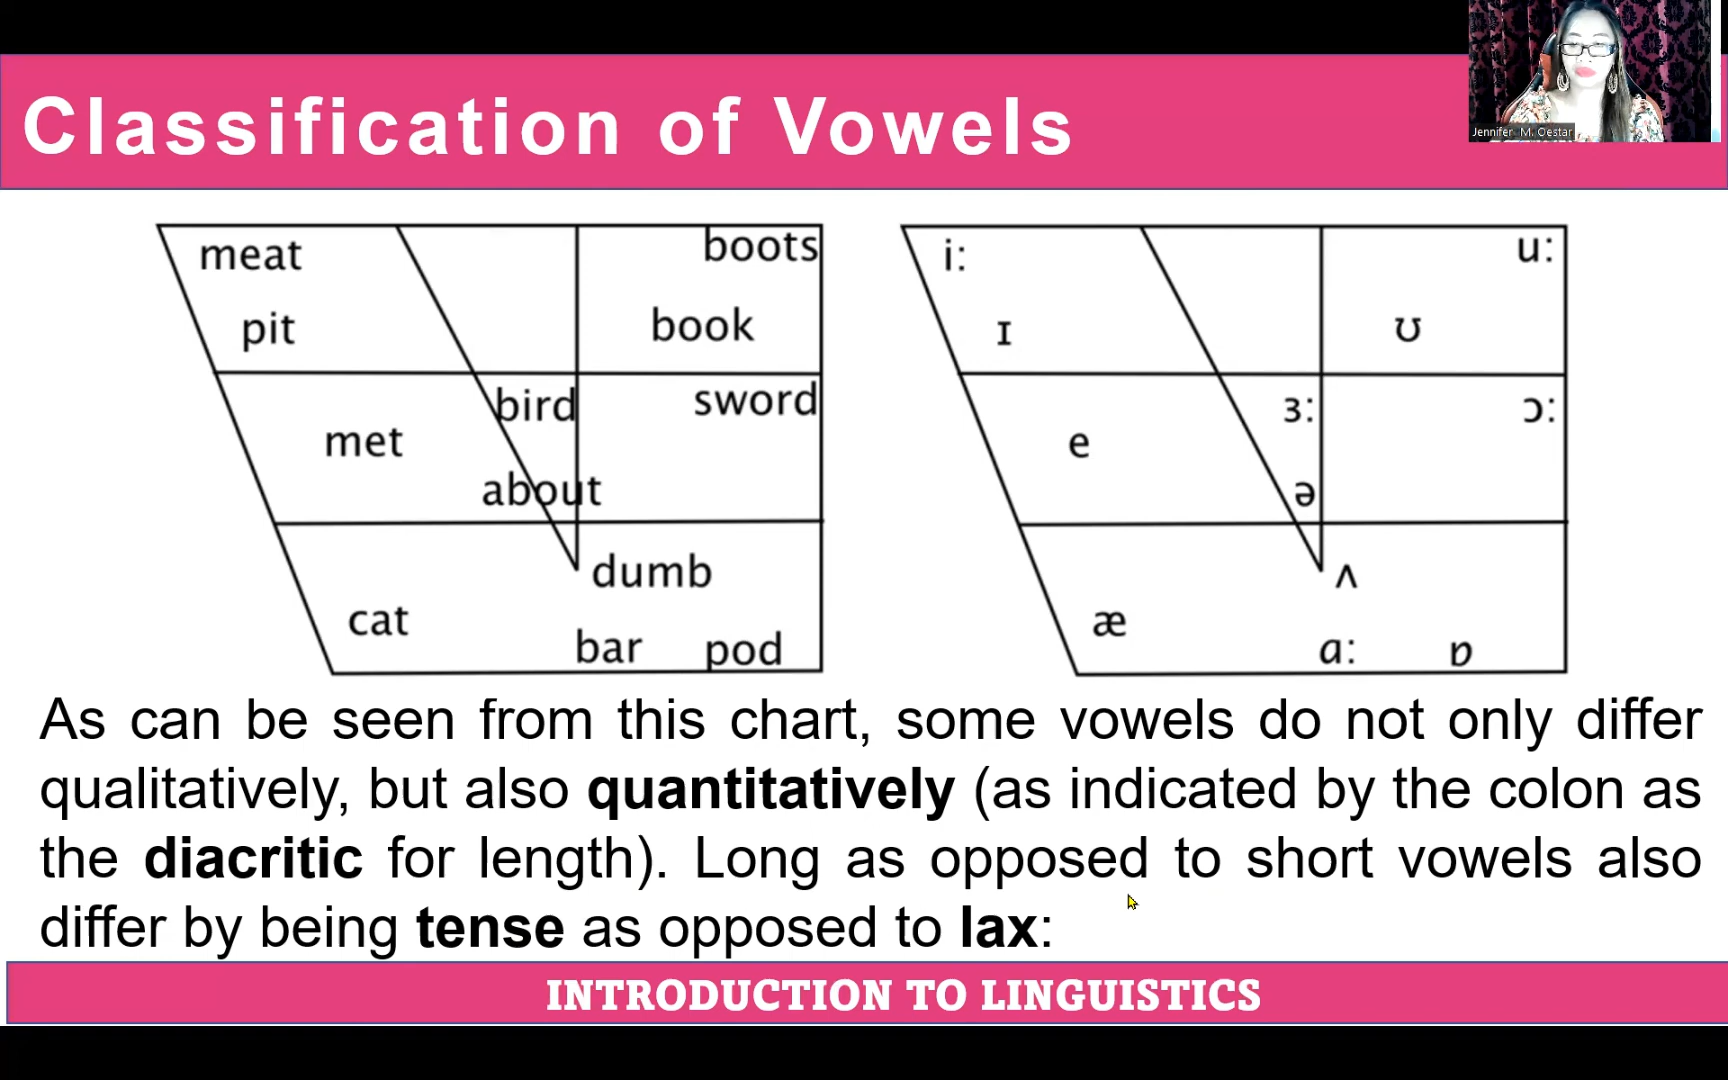 Classification of Vowels
Jennifer M. Oestar
meat boots
pit book
bird sword
met
about
dumb
cat
bar pod
i: u:
ɪ ʊ
ɜ: ɔ:
e
ə
ʌ
æ
ɑ: ɒ
As can be seen from this chart, some vowels do not only differ
qualitatively, but also quantitatively (as indicated by the colon as
the diacritic for length). Long as opposed to short vowels also
differ by being tense as opposed to lax:
INTRODUCTION TO LINGUISTICS